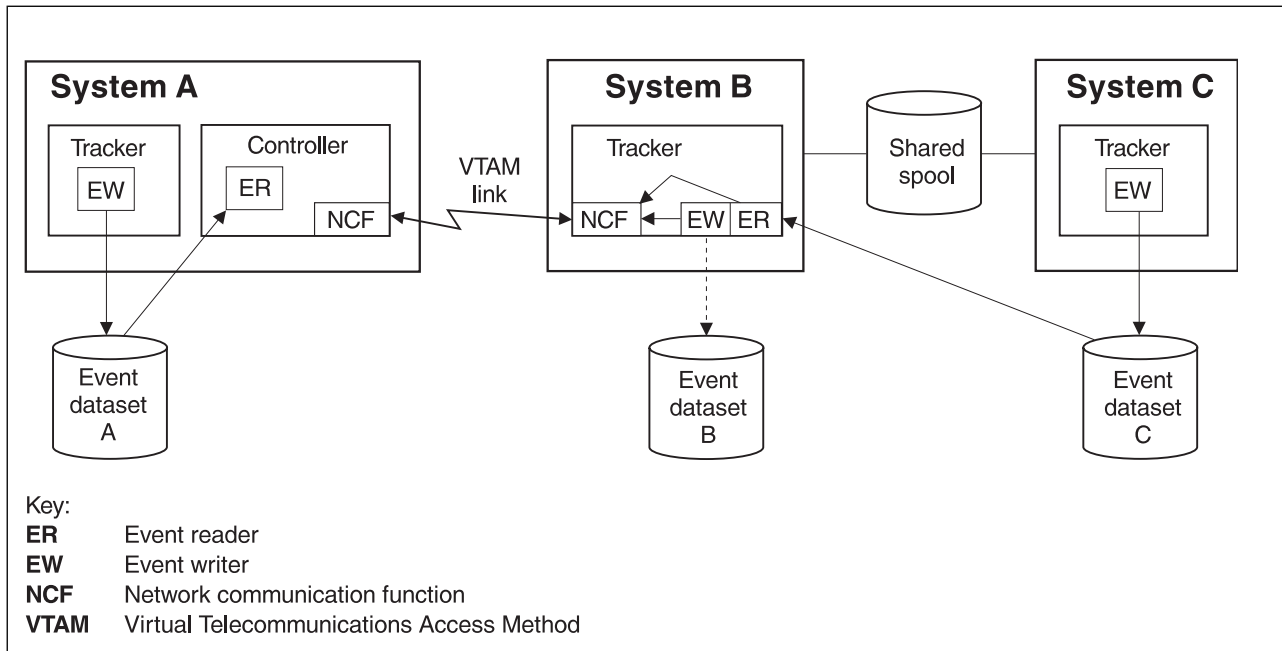 System A
Tracker
EW
Controller
ER
NCF
VTAM
link
System B
Tracker
NCF
EW
ER
Shared
spool
System C
Tracker
EW
Event
dataset
A
Event
dataset
B
Event
dataset
C
Key:
ER Event reader
EW Event writer
NCF Network communication function
VTAM Virtual Telecommunications Access Method